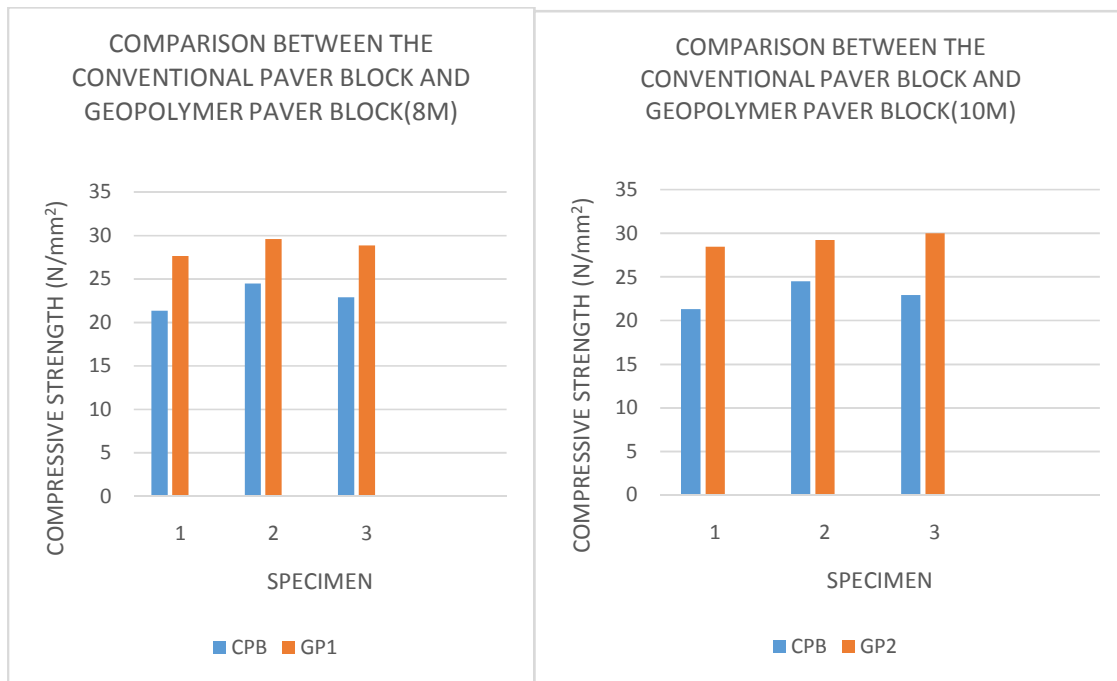 COMPARISON BETWEEN THE
CONVENTIONAL PAVER BLOCK AND
GEOPOLYMER PAVER BLOCK(8M)
COMPRESSIVE STRENGTH (N/mm²)
35
30
25
20
15
10
5
0
1 2 3
SPECIMEN
CPB GP1
COMPARISON BETWEEN THE
CONVENTIONAL PAVER BLOCK AND
GEOPOLYMER PAVER BLOCK(10M)
COMPRESSIVE STRENGTH (N/mm²)
35
30
25
20
15
10
5
0
1 2 3
SPECIMEN
CPB GP2